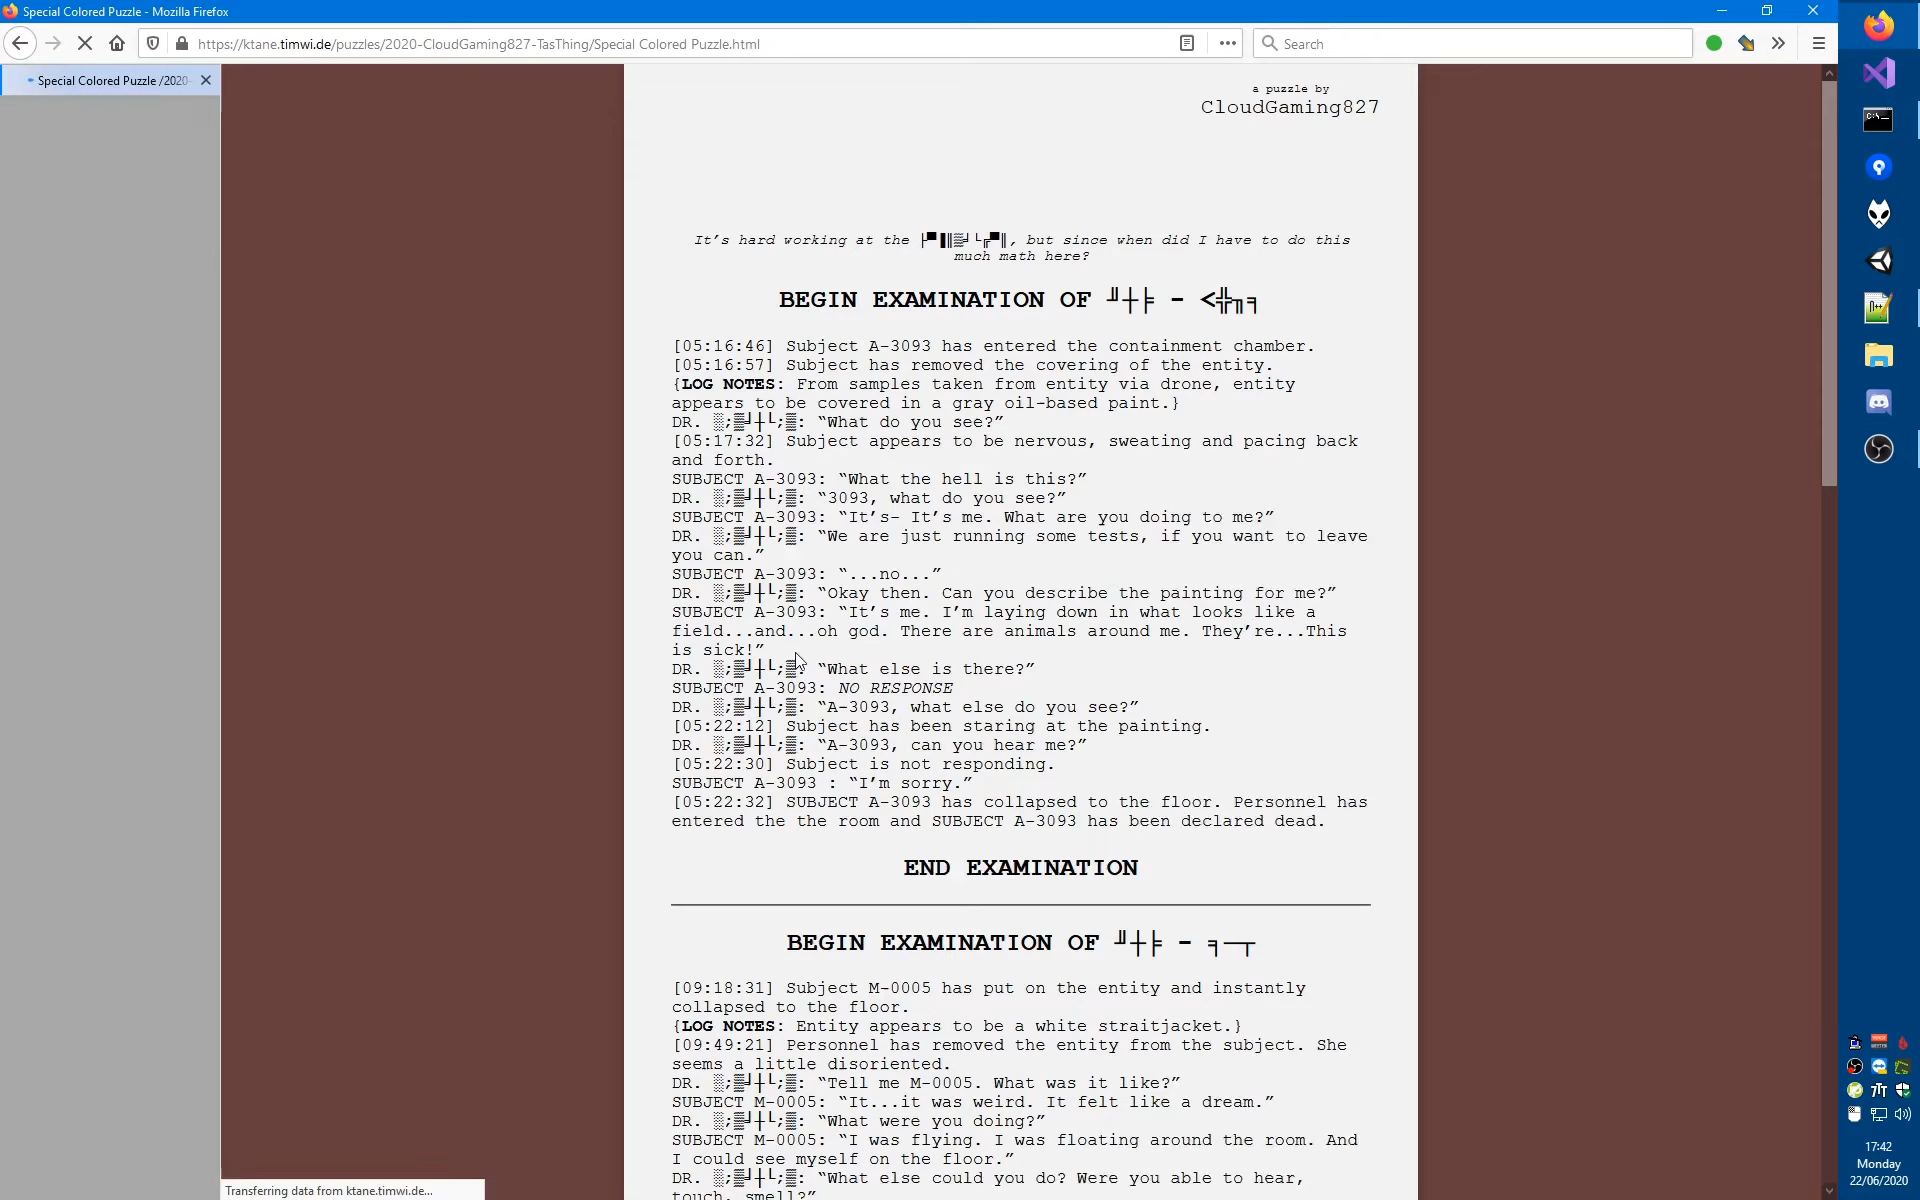 Special Colored Puzzle - Mozilla Firefox
https://ktane.timwi.de/puzzles/2020-CloudGaming827-TasThing/Special Colored Puzzle.html
Search
Special Colored Puzzle /2020-
a puzzle by
CloudGaming827
It's hard working at the , but since when did I have to do this
much math here?
BEGIN EXAMINATION OF ╜┼╞ - <╬╖╕
[05:16:46] Subject A-3093 has entered the containment chamber.
[05:16:57] Subject has removed the covering of the entity.
{LOG NOTES: From samples taken from entity via drone, entity
appears to be covered in a gray oil-based paint.}
DR. ░;▒┘┼└;▒: “What do you see?”
[05:17:32] Subject appears to be nervous, sweating and pacing back
and forth.
SUBJECT A-3093: “What the hell is this?”
DR. ░;▒┘┼└;▒: “3093, what do you see?”
SUBJECT A-3093: “It’s- It’s me. What are you doing to me?”
DR. ░;▒┘┼└;▒: “We are just running some tests, if you want to leave
you can.”
SUBJECT A-3093: “...no...”
DR. ░;▒┘┼└;▒: “Okay then. Can you describe the painting for me?”
SUBJECT A-3093: “It’s me. I’m laying down in what looks like a
field...and...oh god. There are animals around me. They’re...This
is sick!”
DR. ░;▒┘┼└;▒: “What else is there?”
SUBJECT A-3093: NO RESPONSE
DR. ░;▒┘┼└;▒: “A-3093, what else do you see?”
[05:22:12] Subject has been staring at the painting.
DR. ░;▒┘┼└;▒: “A-3093, can you hear me?”
[05:22:30] Subject is not responding.
SUBJECT A-3093 : “I’m sorry.”
[05:22:32] SUBJECT A-3093 has collapsed to the floor. Personnel has
entered the the room and SUBJECT A-3093 has been declared dead.
END EXAMINATION
BEGIN EXAMINATION OF ╜┼╞ - ╕─┬
[09:18:31] Subject M-0005 has put on the entity and instantly
collapsed to the floor.
{LOG NOTES: Entity appears to be a white straitjacket.}
[09:49:21] Personnel has removed the entity from the subject. She
seems a little disoriented.
DR. ░;▒┘┼└;▒: “Tell me M-0005. What was it like?”
SUBJECT M-0005: “It...it was weird. It felt like a dream.”
DR. ░;▒┘┼└;▒: “What were you doing?”
SUBJECT M-0005: “I was flying. I was floating around the room. And
I could see myself on the floor.”
DR. ░;▒┘┼└;▒: “What else could you do? Were you able to hear,
touch, smell?”
Transferring data from ktane.timwi.de...
17:42
Monday
22/06/2020